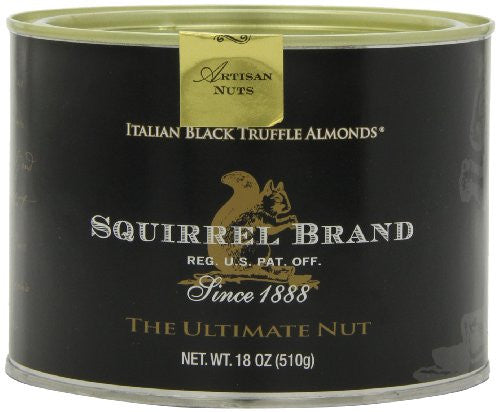 ARTISAN
NUTS
ITALIAN BLACK TRUFFLE ALMONDS®
SQUIRREL BRAND
REG. U.S. PAT. OFF.
Since 1888
THE ULTIMATE NUT
NET. WT. 18 OZ (510g)